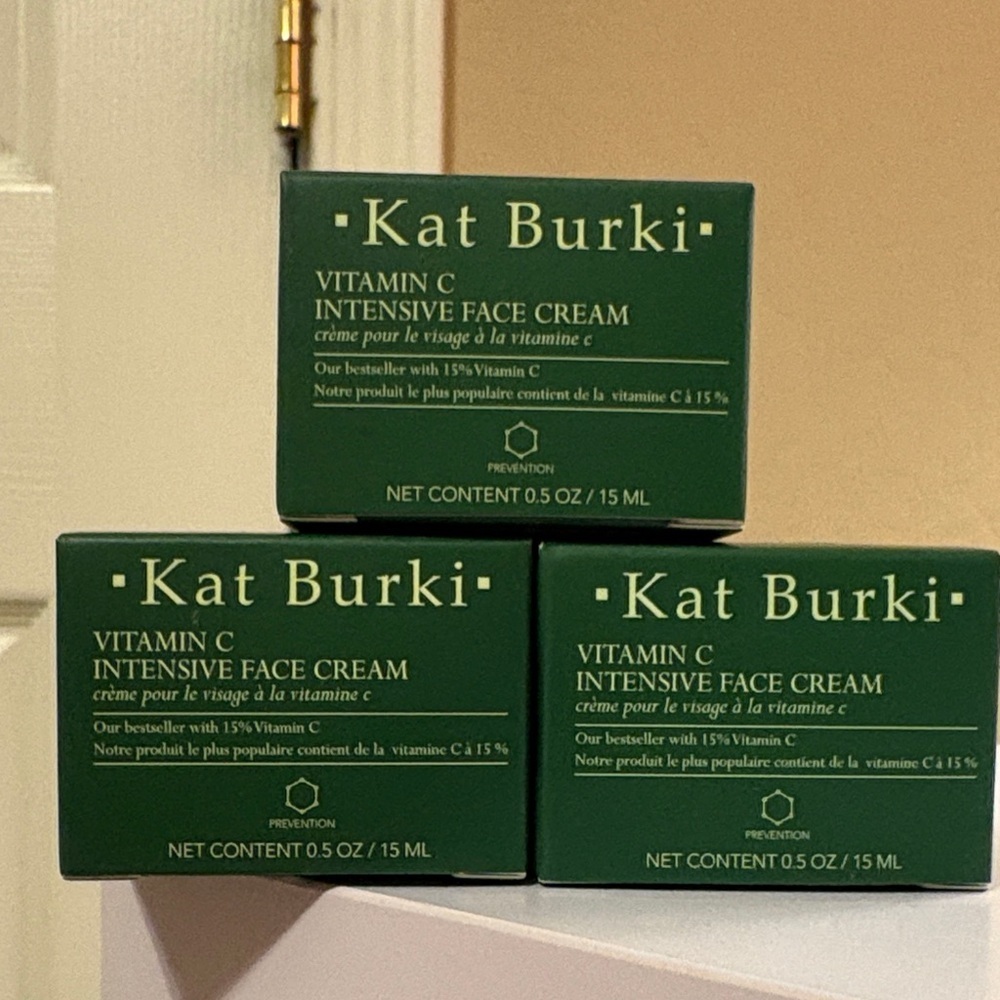 ▪Kat Burki▪
VITAMIN C
INTENSIVE FACE CREAM
crème pour le visage à la vitamine c
Our bestseller with 15% Vitamin C
Notre produit le plus populaire contient de la vitamine C à 15 %
PREVENTION
NET CONTENT 0.5 OZ / 15 ML
▪Kat Burki▪
VITAMIN C
INTENSIVE FACE CREAM
crème pour le visage à la vitamine c
Our bestseller with 15% Vitamin C
Notre produit le plus populaire contient de la vitamine C à 15 %
PREVENTION
NET CONTENT 0.5 OZ / 15 ML
▪Kat Burki▪
VITAMIN C
INTENSIVE FACE CREAM
crème pour le visage à la vitamine c
Our bestseller with 15% Vitamin C
Notre produit le plus populaire contient de la vitamine C à 15 %
PREVENTION
NET CONTENT 0.5 OZ / 15 ML